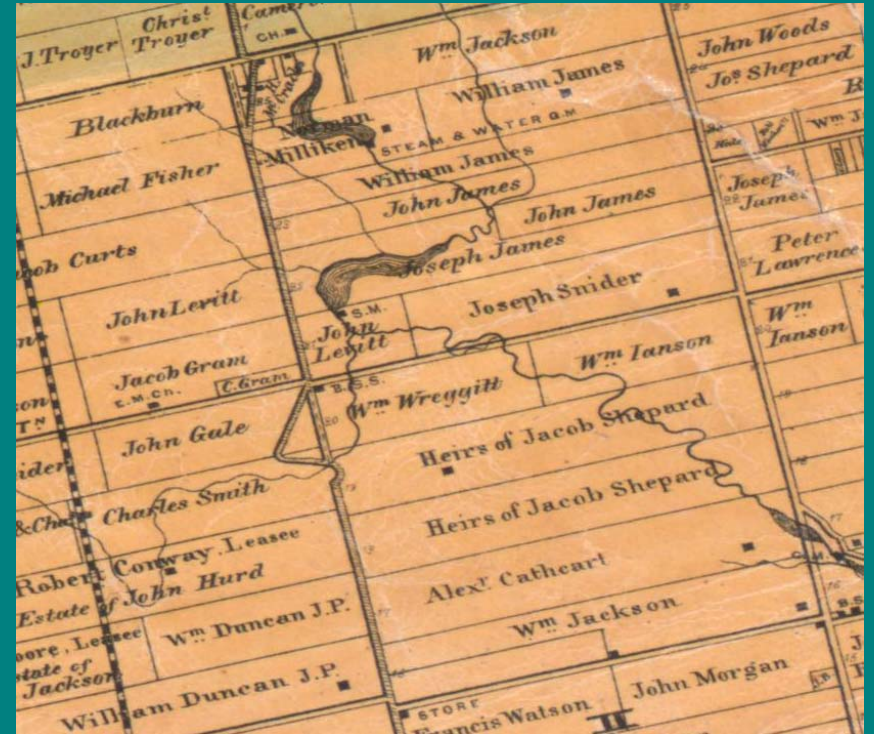 J. Troyer
Christ Troyer
CH.
Wm Jackson
John Woods
Jos Shepard
Blackburn
William James
Norman Milliken
STEAM & WATER G.M
Michael Fisher
William James
John James
John James
Joseph James
Peter Lawrence
Curts
Joseph James
John Levitt
S.M.
John Levitt
Joseph Snider
Wm Ianson
Jacob Gram
E.M.Ch.
C. Gram
B.S.S.
Wm Wreggitt
Wm Ianson
John Gale
Heirs of Jacob Shepard
Charles Smith
Heirs of Jacob Shepard
Robert Conway, Leasee
Estate of John Hurd
Alexr Cathcart
Wm Duncan J.P.
Wm Jackson
Jackson
William Duncan J.P.
STORE
Francis Watson
John Morgan
II